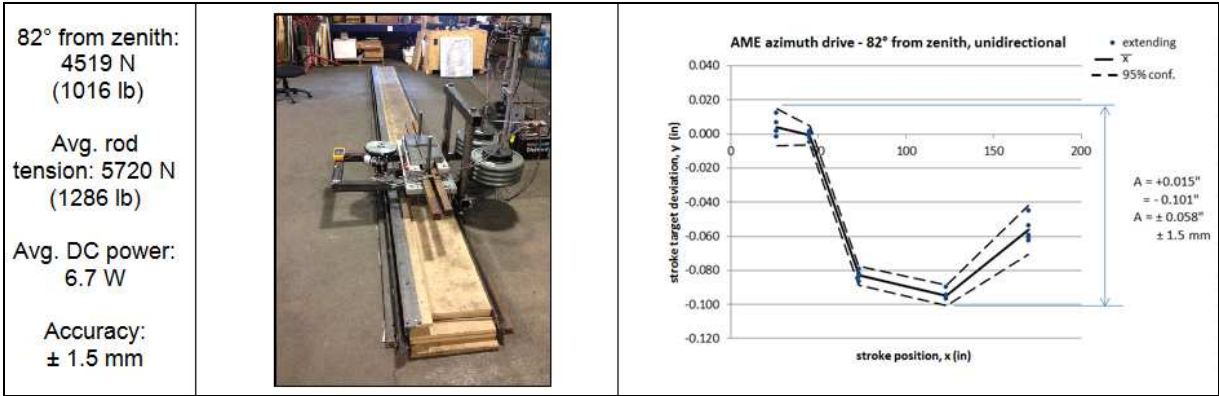 82° from zenith:
4519 N
(1016 lb)
Avg. rod
tension: 5720 N
(1286 lb)
Avg. DC power:
6.7 W
Accuracy:
± 1.5 mm
AME azimuth drive - 82° from zenith, unidirectional
extending
x̅
95% conf.
0.040
0.020
0.000
-0.020
-0.040
-0.060
-0.080
-0.100
-0.120
0
50
100
150
200
stroke target deviation, y (in)
stroke position, x (in)
A = +0.015"
= - 0.101"
A = ± 0.058"
± 1.5 mm